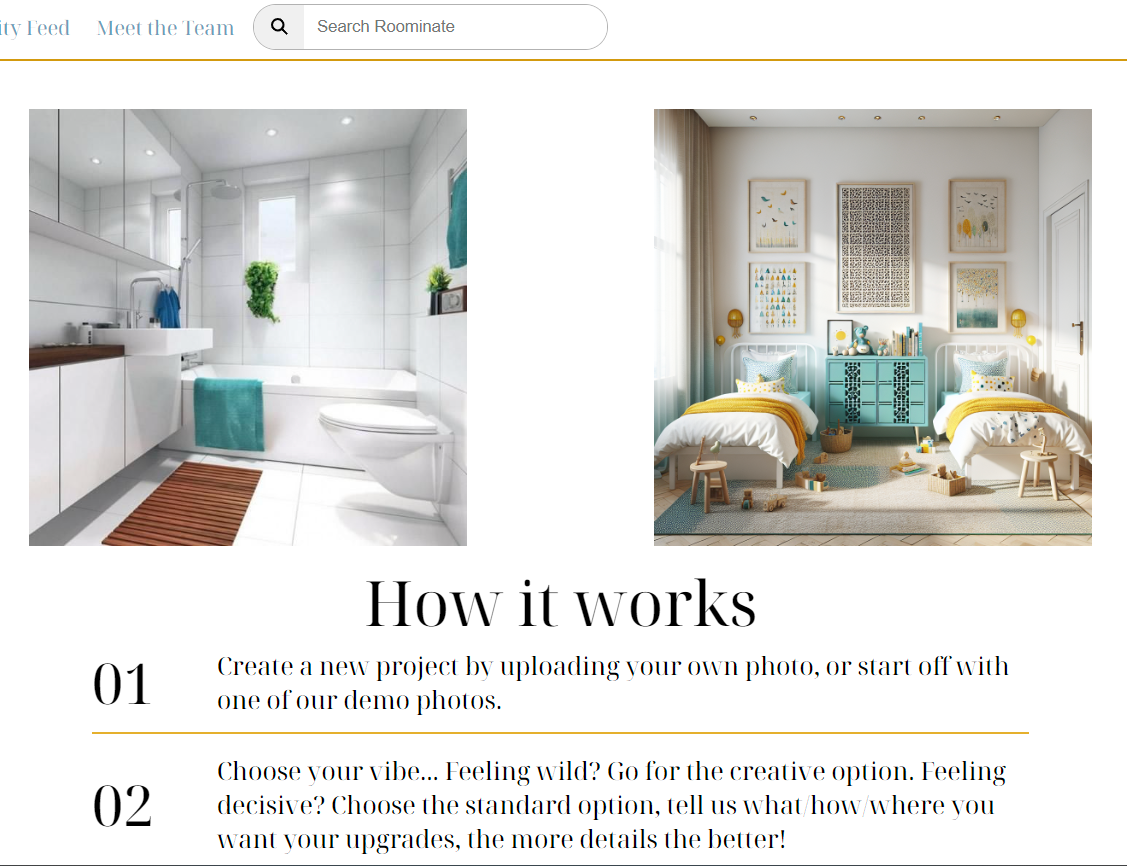 ity Feed Meet the Team Search Roominate
How it works
01
Create a new project by uploading your own photo, or start off with
one of our demo photos.
02
Choose your vibe... Feeling wild? Go for the creative option. Feeling
decisive? Choose the standard option, tell us what/how/where you
want your upgrades, the more details the better!